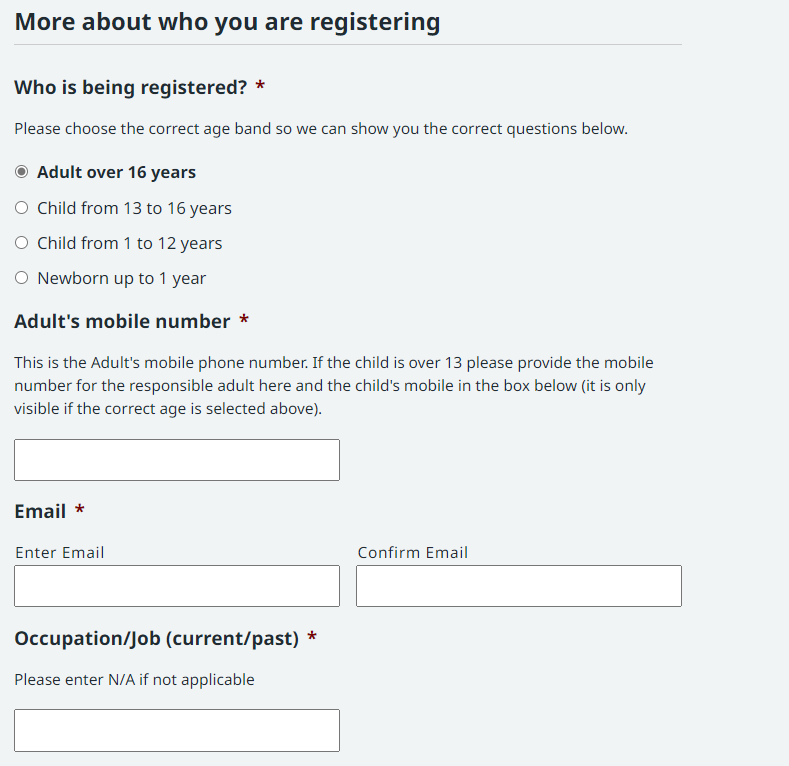 More about who you are registering
Who is being registered? *
Please choose the correct age band so we can show you the correct questions below.
Adult over 16 years
Child from 13 to 16 years
Child from 1 to 12 years
Newborn up to 1 year
Adult's mobile number *
This is the Adult's mobile phone number. If the child is over 13 please provide the mobile
number for the responsible adult here and the child's mobile in the box below (it is only
visible if the correct age is selected above).
Email *
Enter Email
Confirm Email
Occupation/Job (current/past) *
Please enter N/A if not applicable